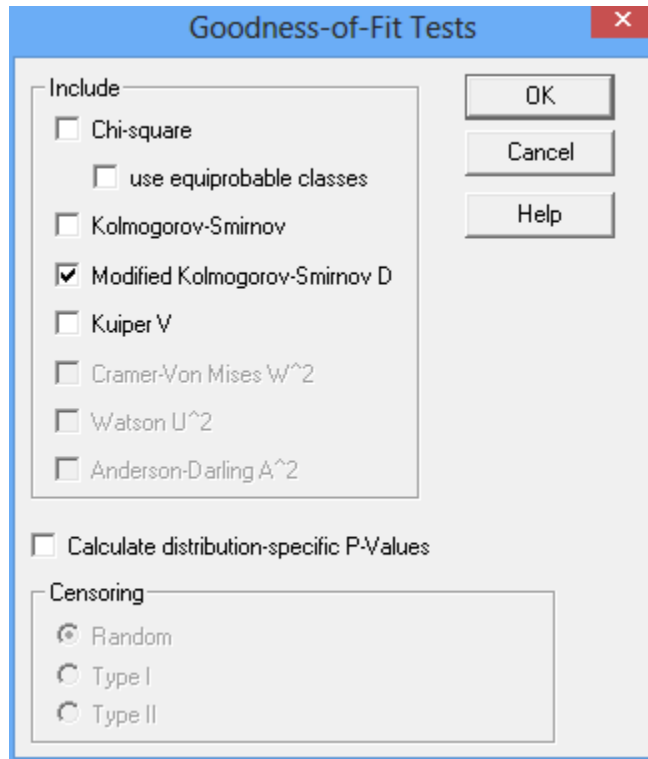 Goodness-of-Fit Tests
Include
Chi-square
use equiprobable classes
Kolmogorov-Smirnov
Modified Kolmogorov-Smirnov D
Kuiper V
Cramer-Von Mises W^2
Watson U^2
Anderson-Darling A^2
OK
Cancel
Help
Calculate distribution-specific P-Values
Censoring
Random
Type I
Type II